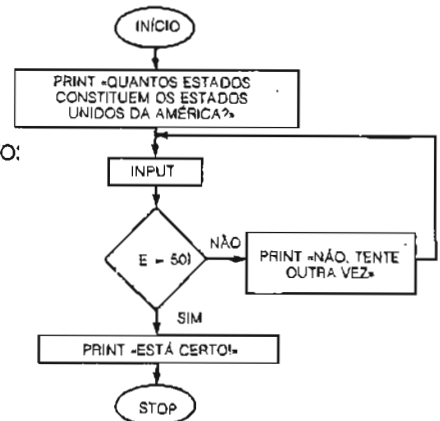 INÍCIO
PRINT «QUANTOS ESTADOS
CONSTITUEM OS ESTADOS
UNIDOS DA AMÉRICA?»
O:
INPUT
E = 50?
NÃO
PRINT «NÃO, TENTE
OUTRA VEZ»
SIM
PRINT «ESTÁ CERTO!»
STOP